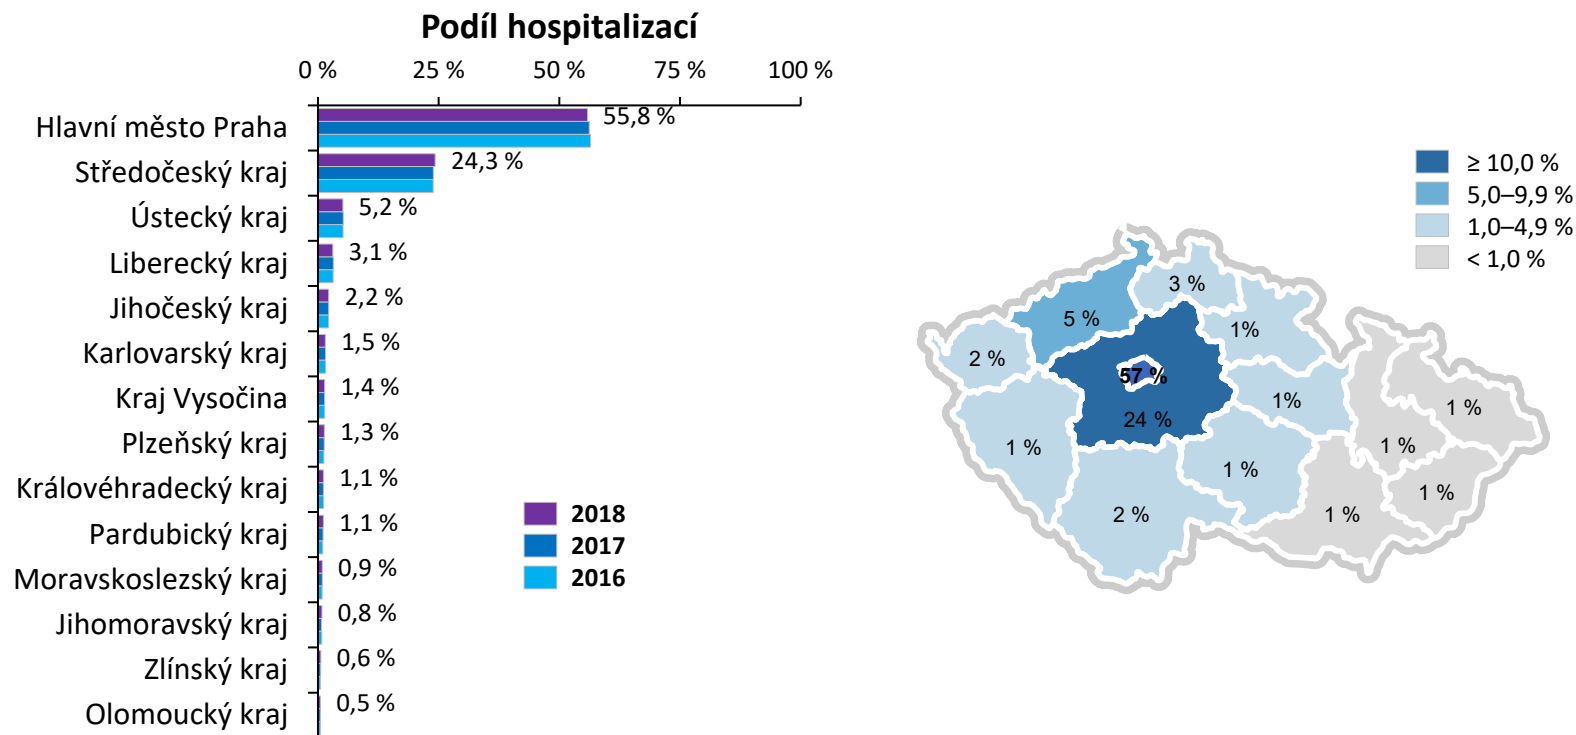 Podíl hospitalizací
0 % 25 % 50 % 75 % 100 %
Hlavní město Praha 55,8 %
Středočeský kraj 24,3 %
Ústecký kraj 5,2 %
Liberecký kraj 3,1 %
Jihočeský kraj 2,2 %
Karlovarský kraj 1,5 %
Kraj Vysočina 1,4 %
Plzeňský kraj 1,3 %
Královéhradecký kraj 1,1 %
Pardubický kraj 1,1 %
Moravskoslezský kraj 0,9 %
Jihomoravský kraj 0,8 %
Zlínský kraj 0,6 %
Olomoucký kraj 0,5 %
2018
2017
2016
≥ 10,0 %
5,0–9,9 %
1,0–4,9 %
< 1,0 %
3 %
5 %
1%
2 %
57 %
1%
24 %
1 %
1 %
1 %
1 %
1 %
2 %
1 %